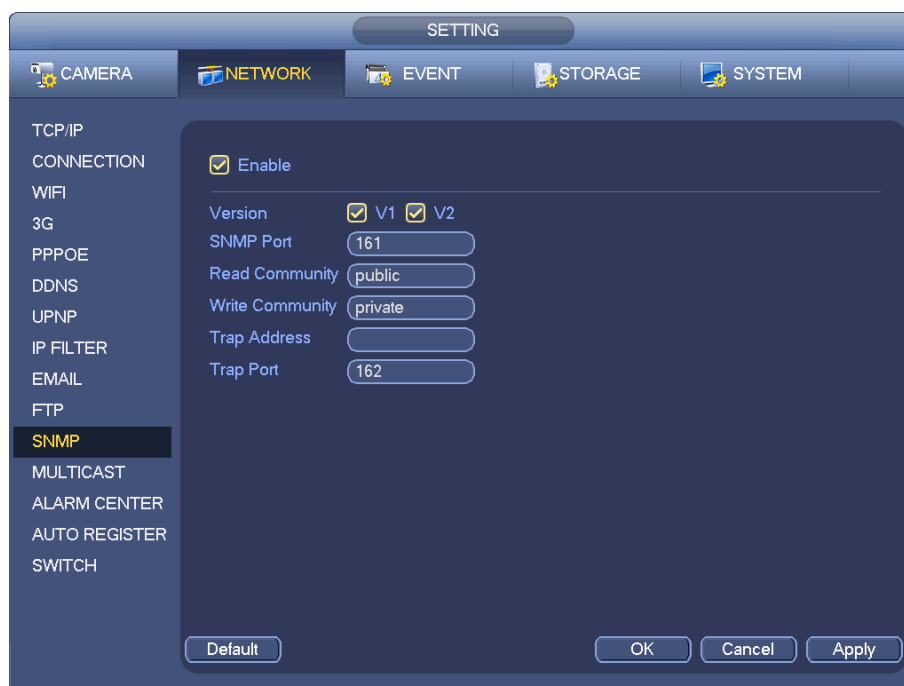 SETTING
CAMERA NETWORK EVENT STORAGE SYSTEM
TCP/IP
CONNECTION
WIFI
3G
PPPOE
DDNS
UPNP
IP FILTER
EMAIL
FTP
SNMP
MULTICAST
ALARM CENTER
AUTO REGISTER
SWITCH
Enable
Version V1 V2
SNMP Port 161
Read Community public
Write Community private
Trap Address
Trap Port 162
Default OK Cancel Apply